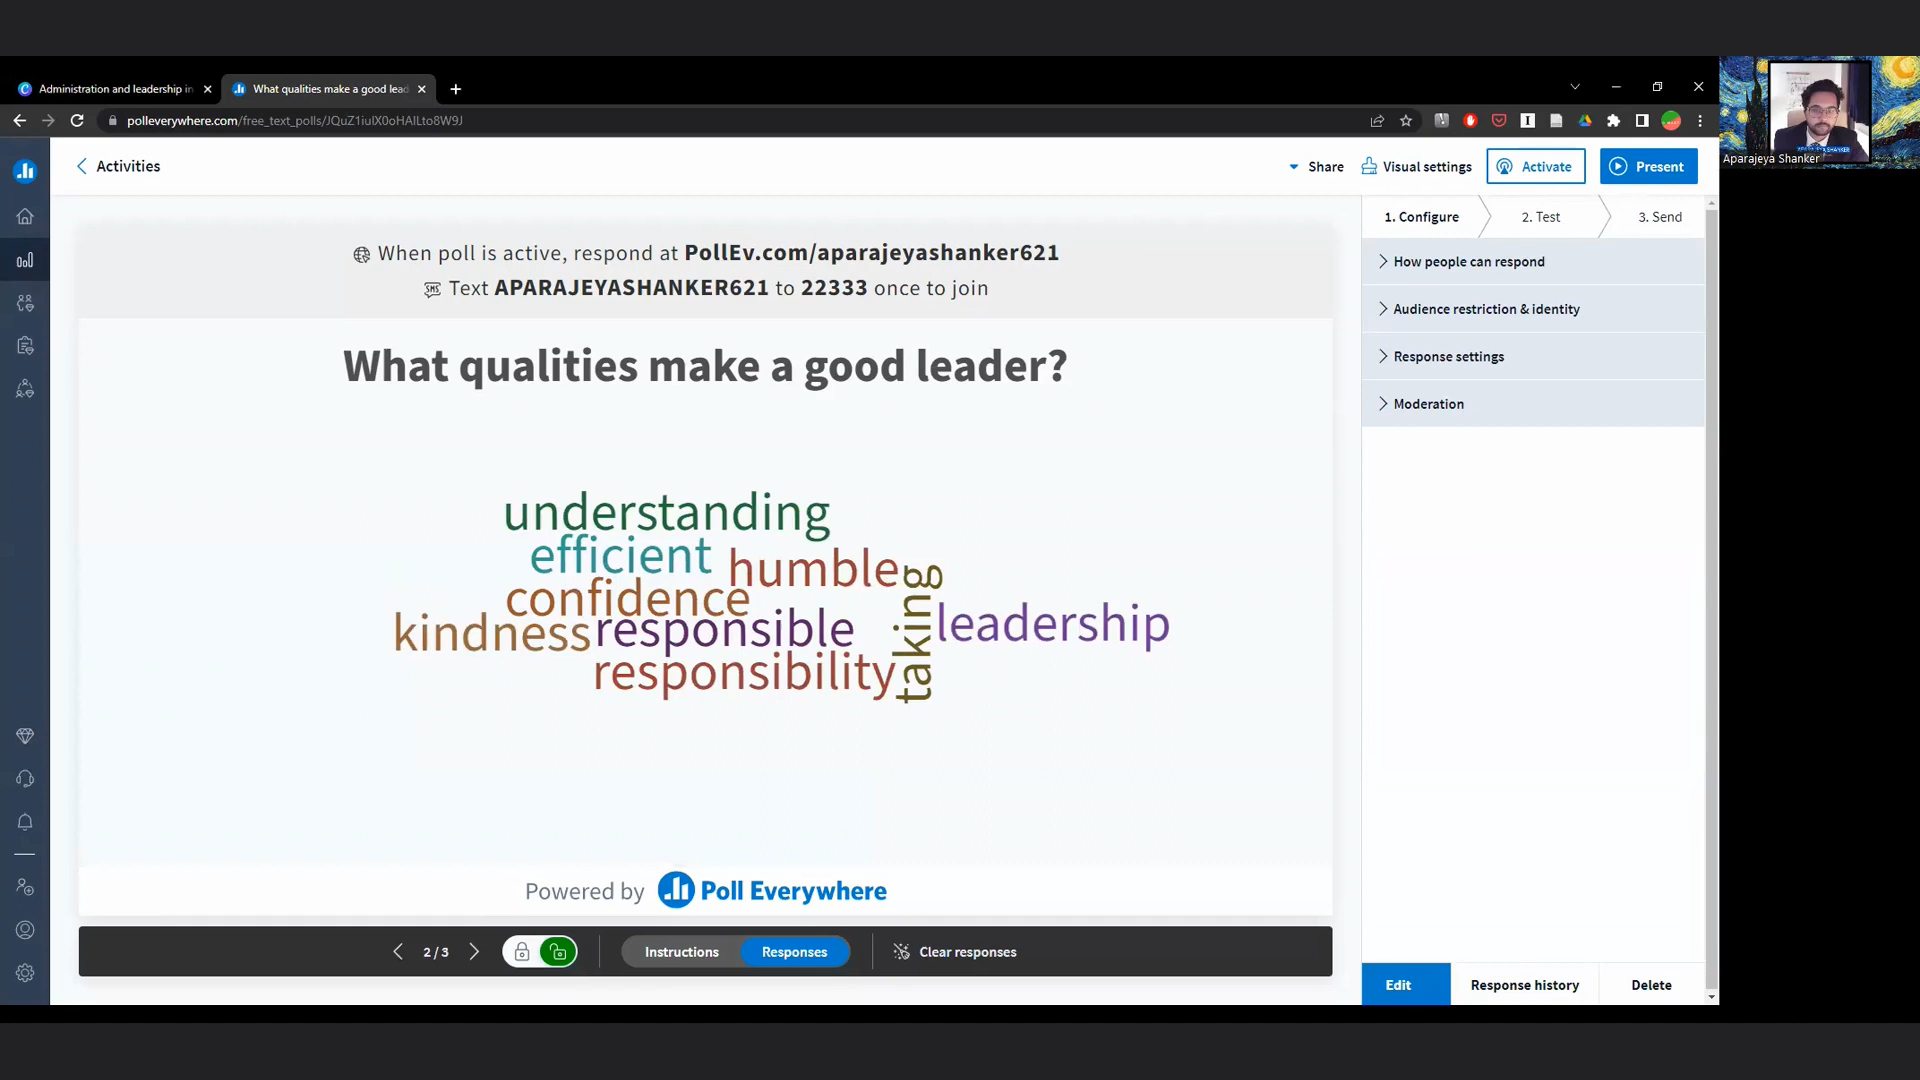 Administration and leadership in
What qualities make a good lead
polleverywhere.com/free_text_polls/JQuZ1iulX0oHAILto8W9J
Aparajeya Shanker
Activities
Share
Visual settings
Activate
Present
1. Configure
2. Test
3. Send
When poll is active, respond at PollEv.com/aparajeyashanker621
Text APARAJEYASHANKER621 to 22333 once to join
How people can respond
Audience restriction & identity
Response settings
Moderation
What qualities make a good leader?
understanding
efficient
humble
confidence
taking
leadership
kindness
responsible
responsibility
Powered by Poll Everywhere
2 / 3
Instructions
Responses
Clear responses
Edit
Response history
Delete